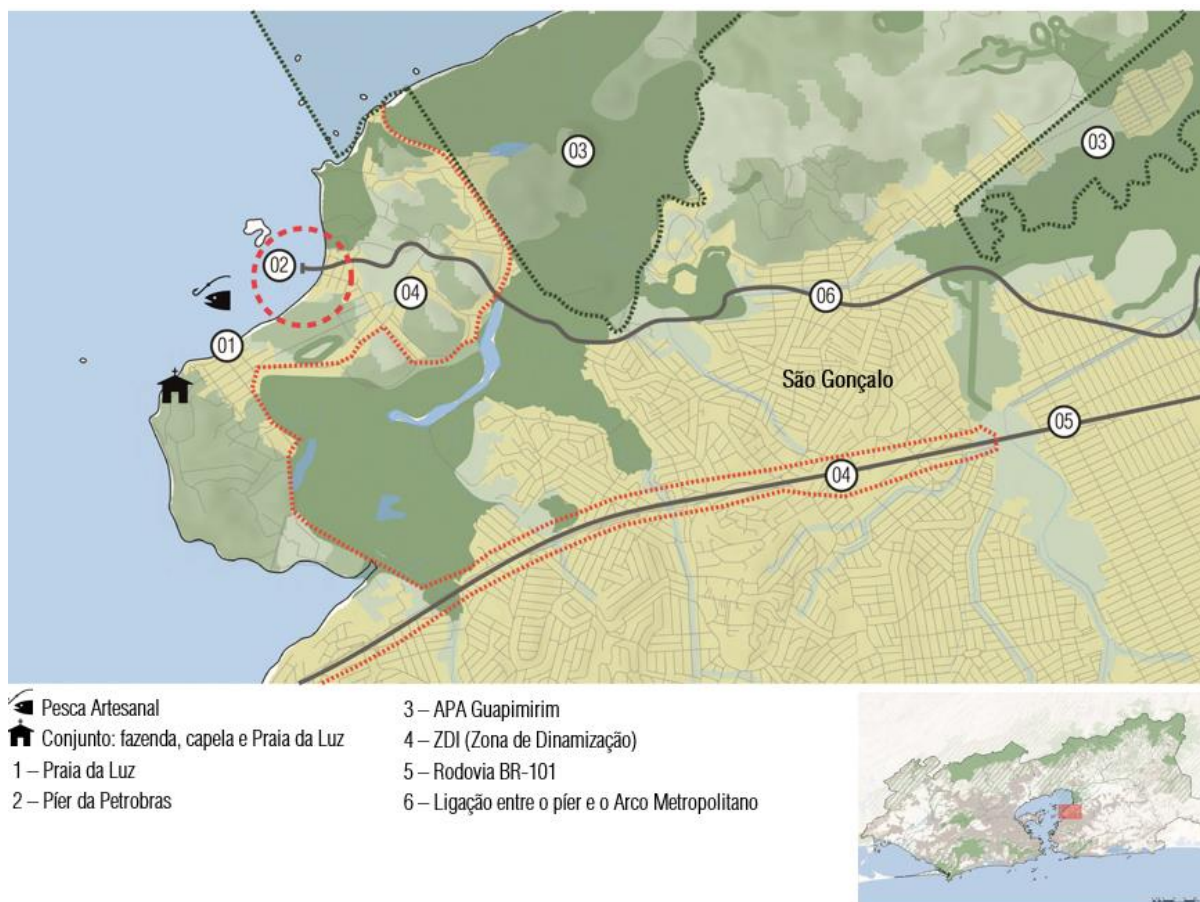 03
03
02
04
06
01
São Gonçalo
05
04
Pesca Artesanal
Conjunto: fazenda, capela e Praia da Luz
1 – Praia da Luz
2 – Píer da Petrobras
3 – APA Guapimirim
4 – ZDI (Zona de Dinamização)
5 – Rodovia BR-101
6 – Ligação entre o píer e o Arco Metropolitano